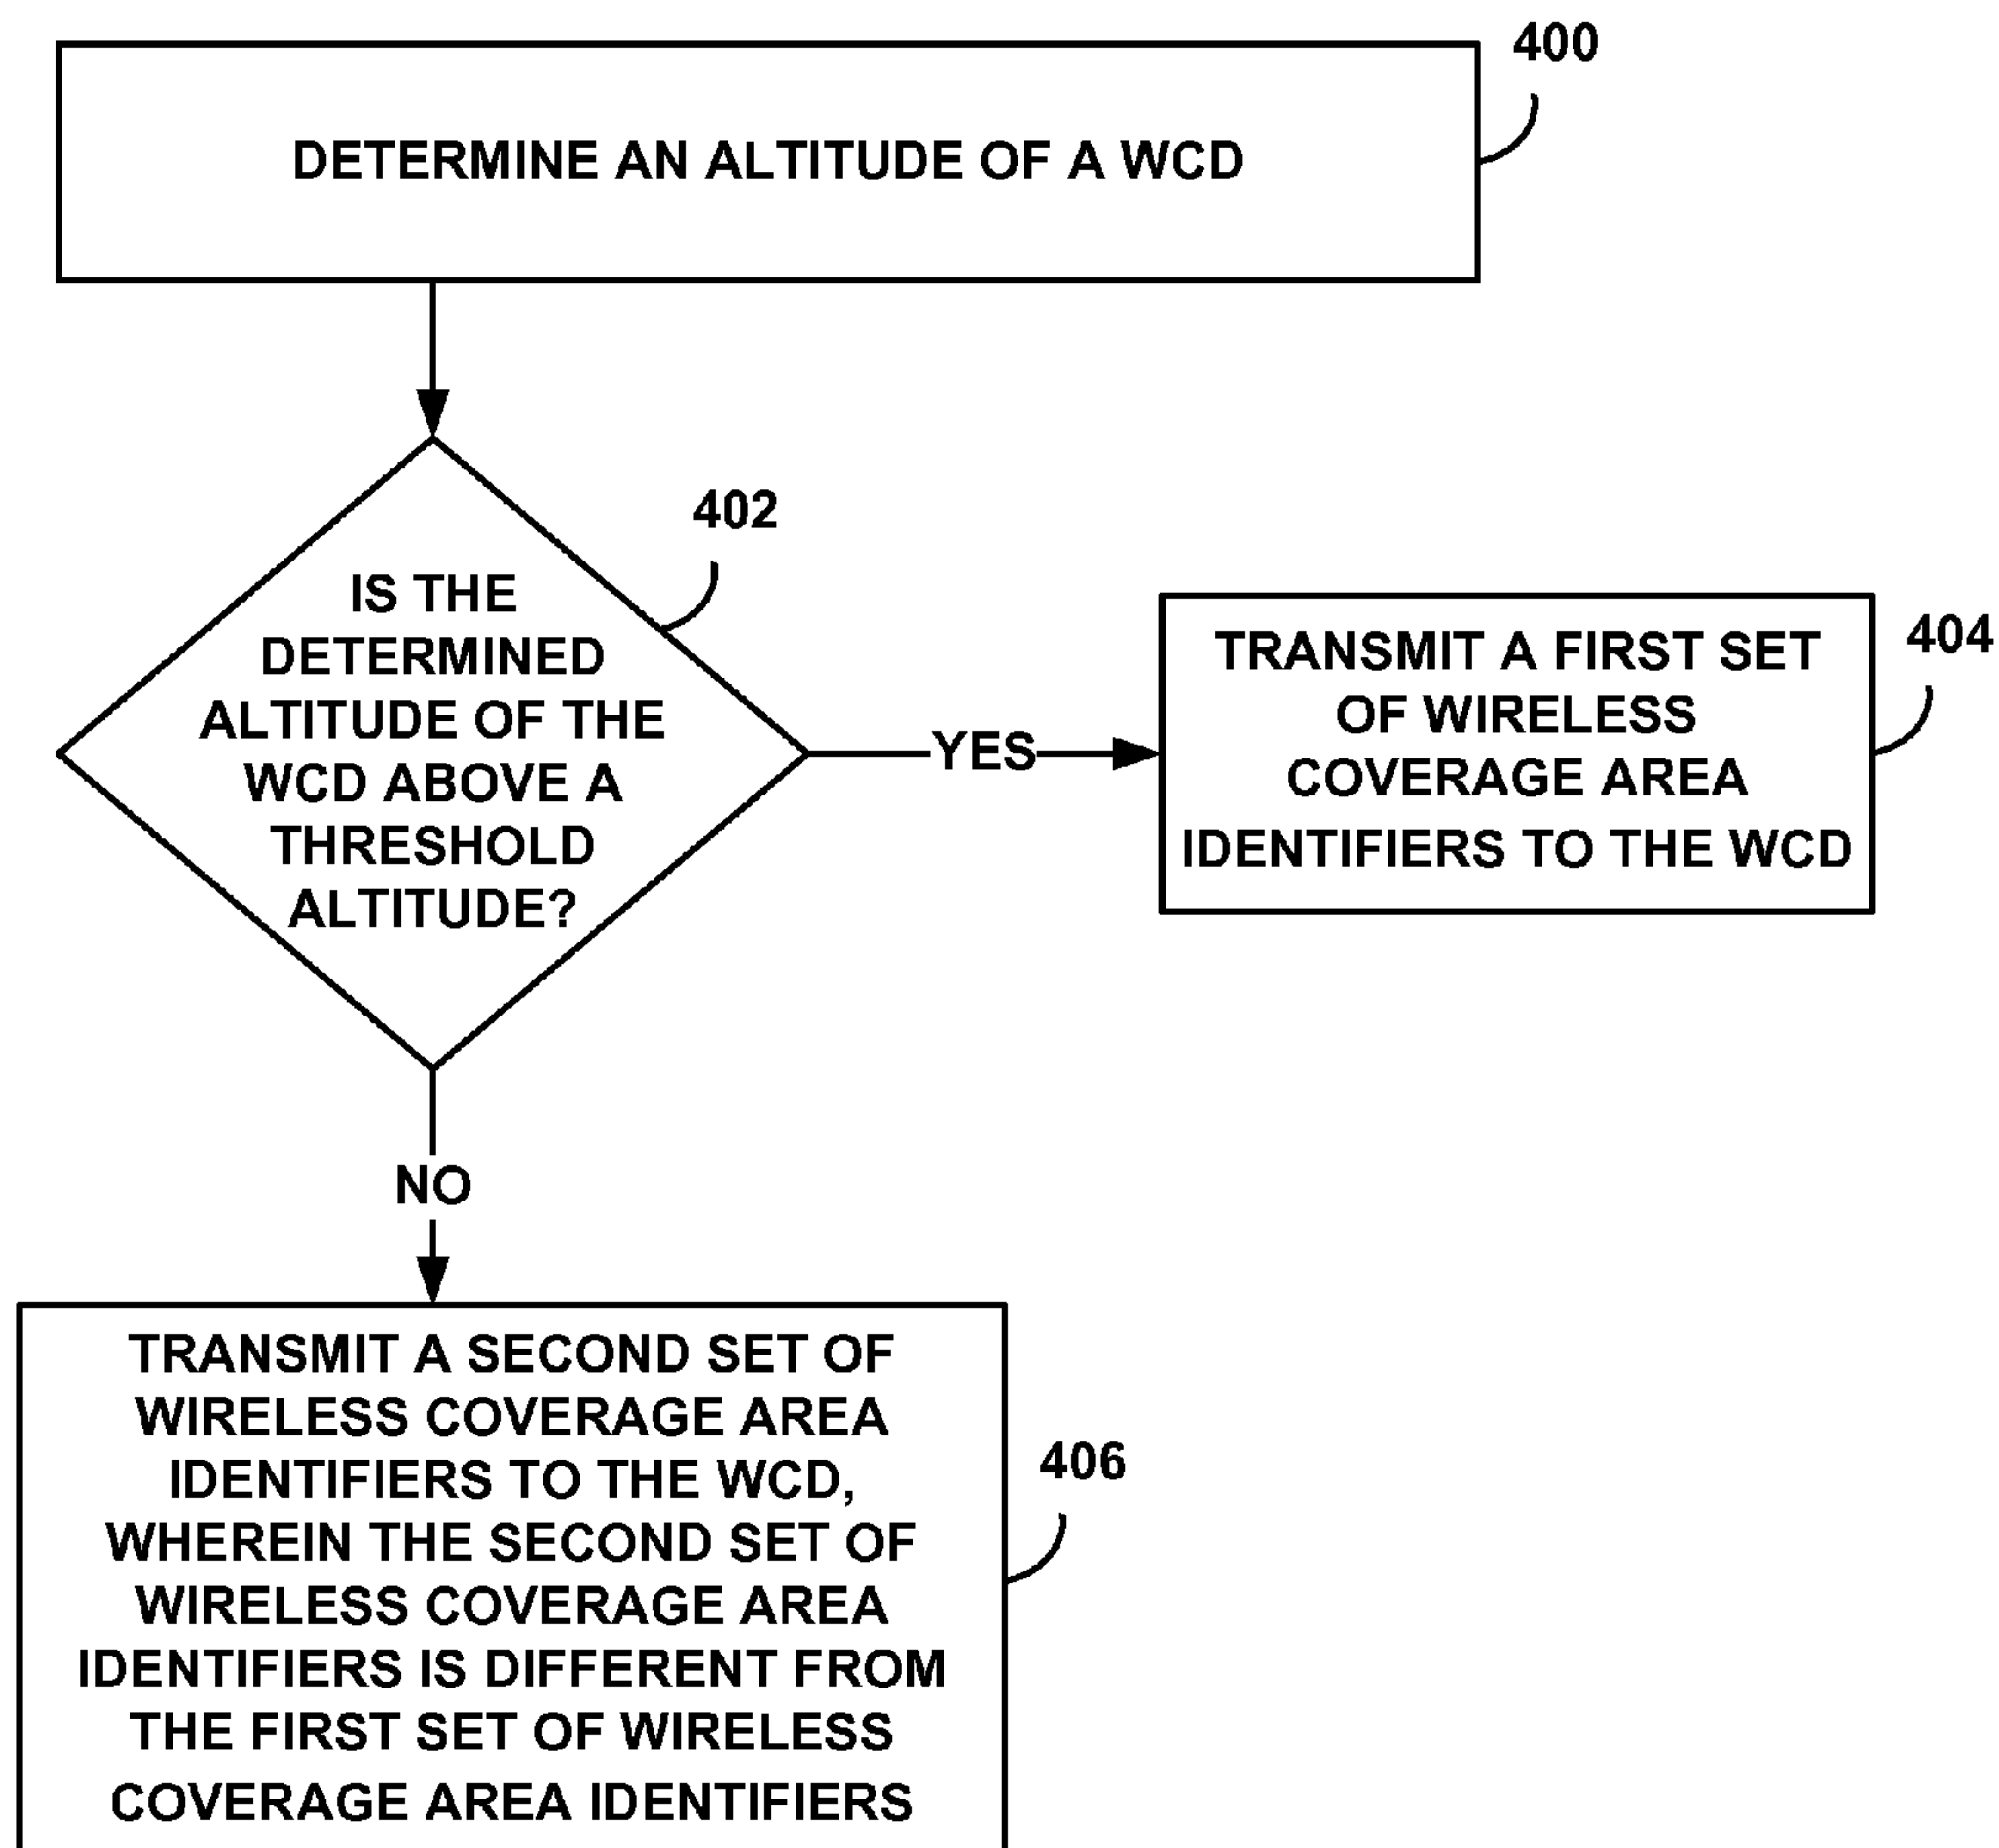 400
DETERMINE AN ALTITUDE OF A WCD
402
IS THE
DETERMINED
ALTITUDE OF THE
WCD ABOVE A
THRESHOLD
ALTITUDE?
YES
404
TRANSMIT A FIRST SET
OF WIRELESS
COVERAGE AREA
IDENTIFIERS TO THE WCD
NO
TRANSMIT A SECOND SET OF
WIRELESS COVERAGE AREA
IDENTIFIERS TO THE WCD,
WHEREIN THE SECOND SET OF
WIRELESS COVERAGE AREA
IDENTIFIERS IS DIFFERENT FROM
THE FIRST SET OF WIRELESS
COVERAGE AREA IDENTIFIERS
406